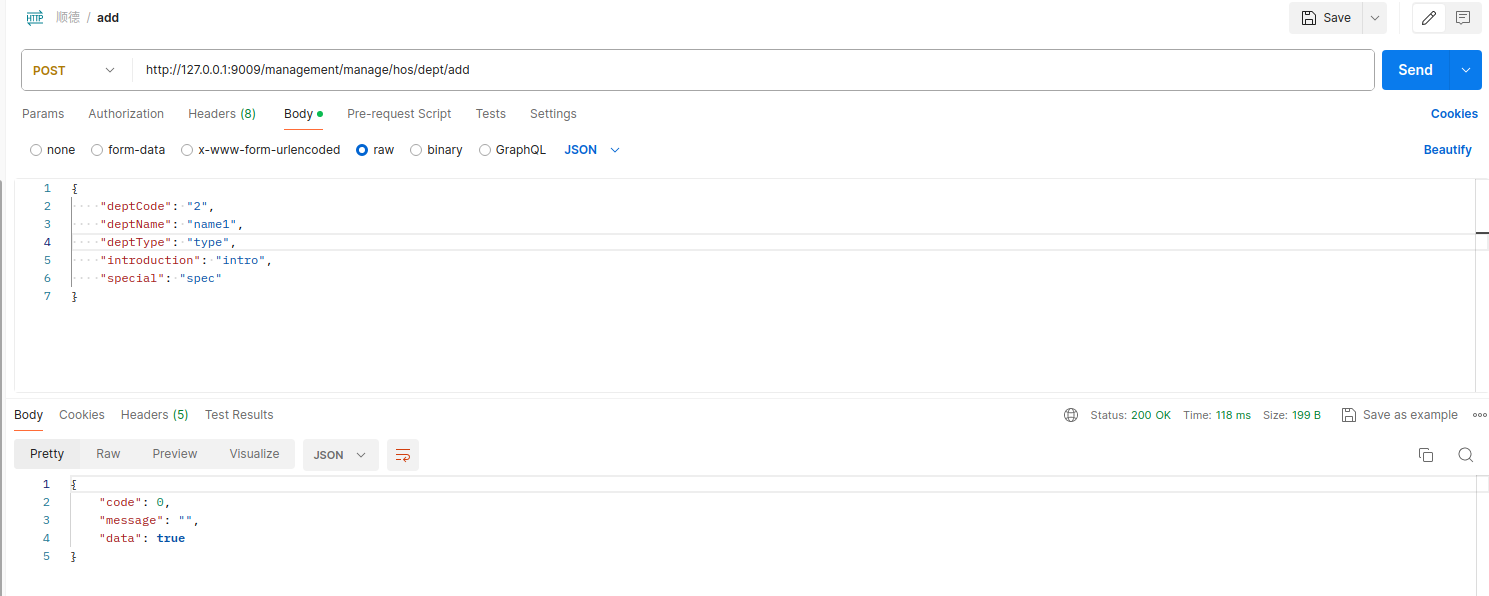 HTTP 顺德 / add Save
POST http://127.0.0.1:9009/management/manage/hos/dept/add Send
Params Authorization Headers (8) Body Pre-request Script Tests Settings Cookies
none form-data x-www-form-urlencoded raw binary GraphQL JSON Beautify
1 {
2 "deptCode": "2",
3 "deptName": "name1",
4 "deptType": "type",
5 "introduction": "intro",
6 "special": "spec"
7 }
Body Cookies Headers (5) Test Results Status: 200 OK Time: 118 ms Size: 199 B Save as example
Pretty Raw Preview Visualize JSON
1 {
2 "code": 0,
3 "message": "",
4 "data": true
5 }